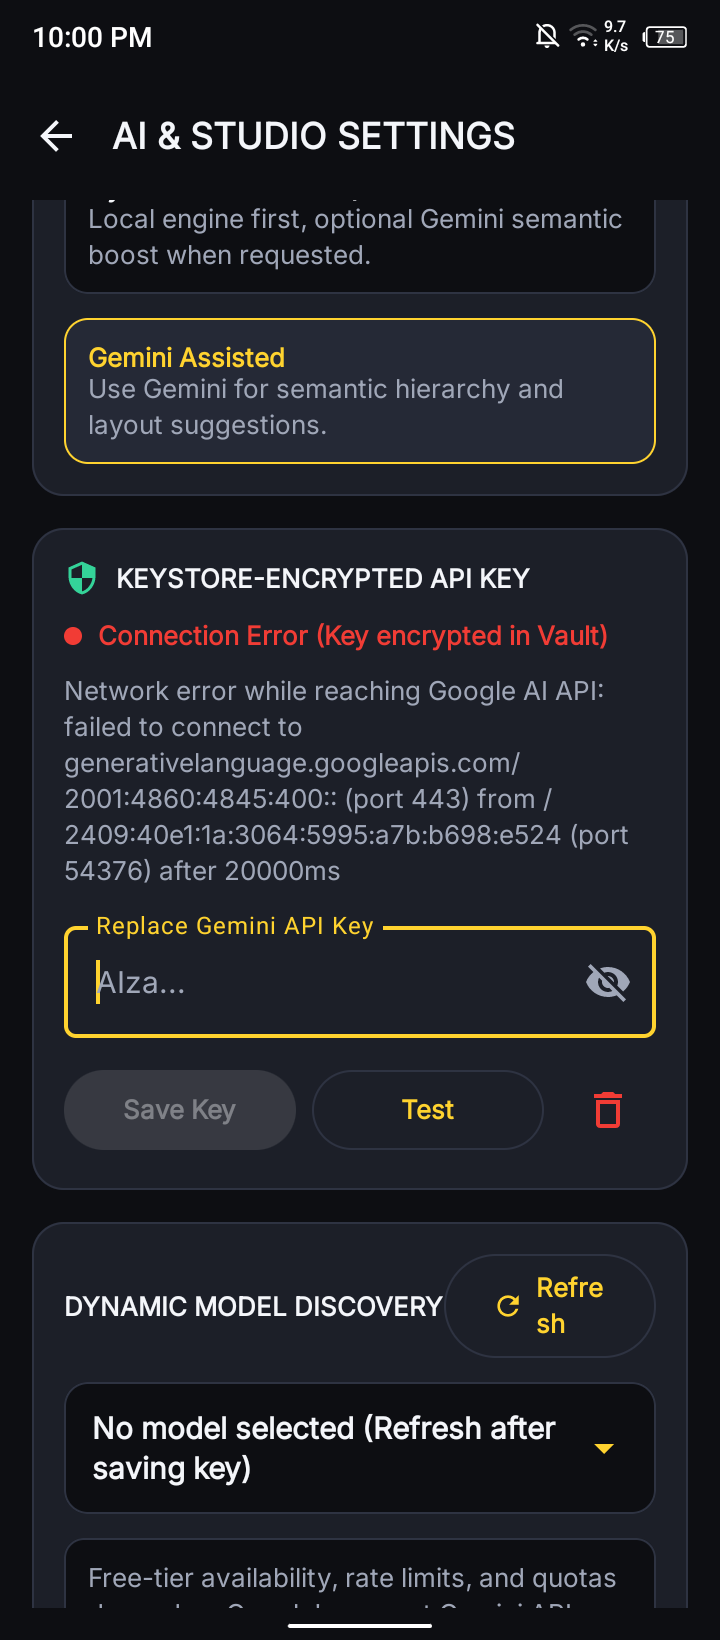 10:00 PM
9.7
K/s
75
AI & STUDIO SETTINGS
Local engine first, optional Gemini semantic
boost when requested.
Gemini Assisted
Use Gemini for semantic hierarchy and
layout suggestions.
KEYSTORE-ENCRYPTED API KEY
Connection Error (Key encrypted in Vault)
Network error while reaching Google AI API:
failed to connect to
generativelanguage.googleapis.com/
2001:4860:4845:400:: (port 443) from /
2409:40e1:1a:3064:5995:a7b:b698:e524 (port
54376) after 20000ms
Replace Gemini API Key
AIza...
Save Key
Test
DYNAMIC MODEL DISCOVERY
Refre
sh
No model selected (Refresh after
saving key)
Free-tier availability, rate limits, and quotas